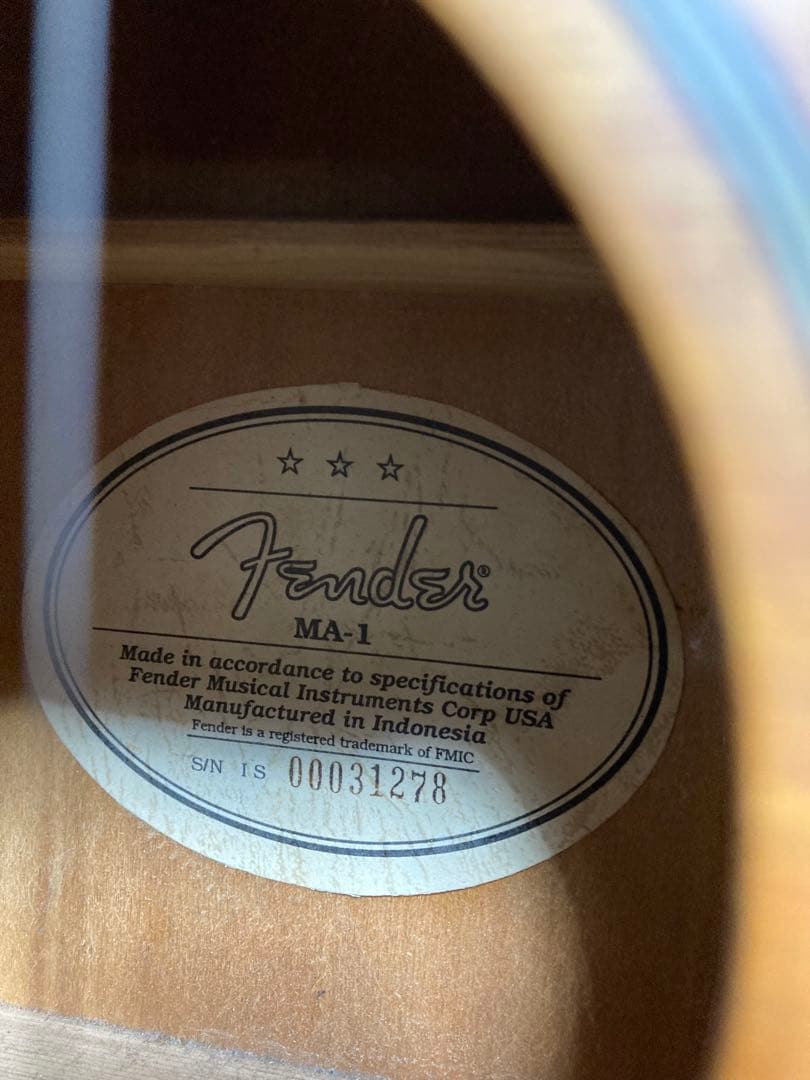 Fender®
MA-1
Made in accordance to specifications of
Fender Musical Instruments Corp USA
Manufactured in Indonesia
Fender is a registered trademark of FMIC
S/N IS 00031278